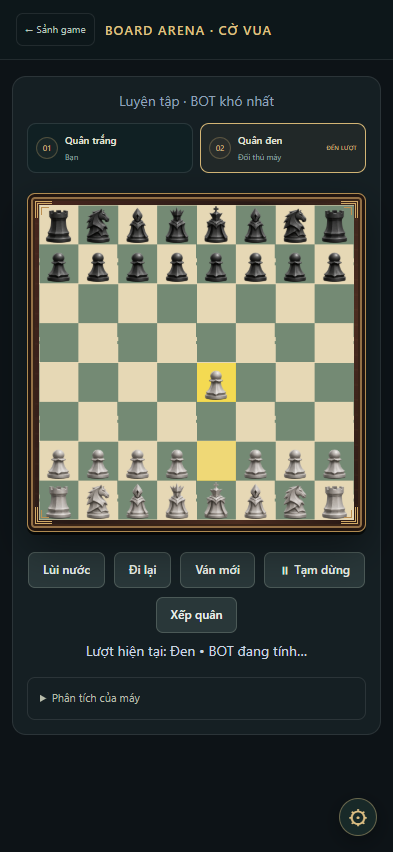 ← Sảnh game
BOARD ARENA · CỜ VUA
Luyện tập · BOT khó nhất
01
Quân trắng
Bạn
02
Quân đen
Đối thủ máy
ĐẾN LƯỢT
Lùi nước
Đi lại
Ván mới
⏸ Tạm dừng
Xếp quân
Lượt hiện tại: Đen • BOT đang tính...
▶ Phân tích của máy